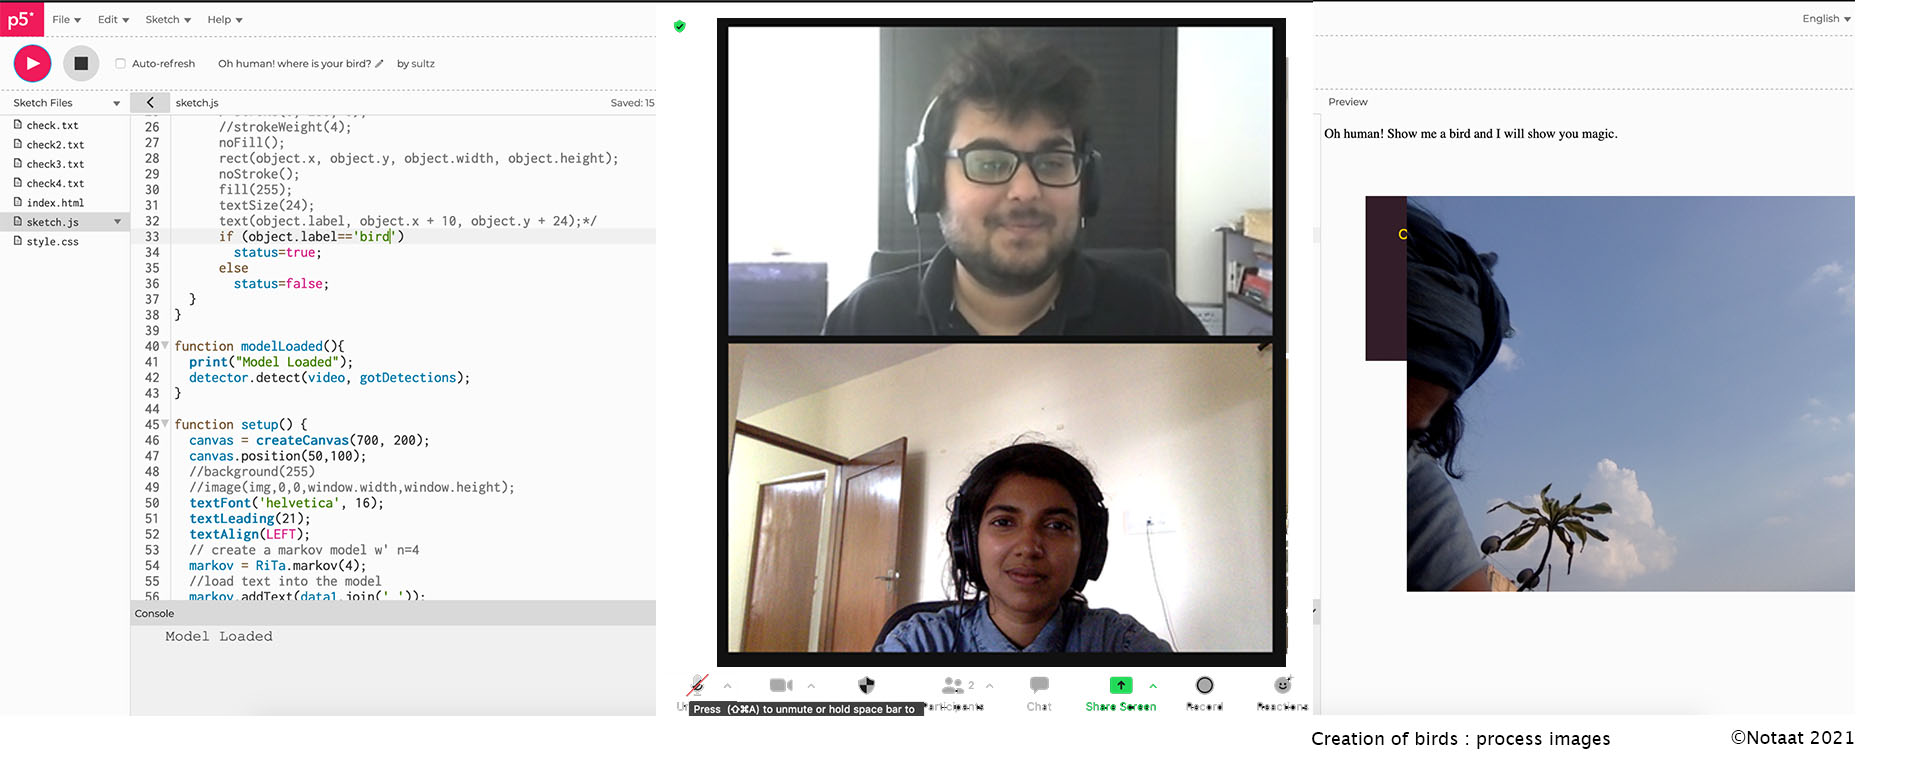 p5*
File Edit Sketch Help
English
Auto-refresh Oh human! where is your bird? by sultz
Sketch Files
sketch.js
Saved: 15
Preview
check.txt
check2.txt
check3.txt
check4.txt
index.html
sketch.js
style.css
26 //strokeWeight(4);
27 noFill();
28 rect(object.x, object.y, object.width, object.height);
29 noStroke();
30 fill(255);
31 textSize(24);
32 text(object.label, object.x + 10, object.y + 24);*/
33 if (object.label=='bird')
34 status=true;
35 else
36 status=false;
37 }
38 }
39
40 function modelLoaded(){
41 print("Model Loaded");
42 detector.detect(video, gotDetections);
43 }
44
45 function setup() {
46 canvas = createCanvas(700, 200);
47 canvas.position(50,100);
48 //background(255)
49 //image(img,0,0,window.width,window.height);
50 textFont('helvetica', 16);
51 textLeading(21);
52 textAlign(LEFT);
53 // create a markov model w' n=4
54 markov = RiTa.markov(4);
55 //load text into the model
56 markov.addText(data1.join(' '));
Console
Model Loaded
Oh human! Show me a bird and I will show you magic.
2
Participants
Chat
Share Screen
Record
Reactions
Press (⇧⌘A) to unmute or hold space bar to
Creation of birds : process images
©Notaat 2021